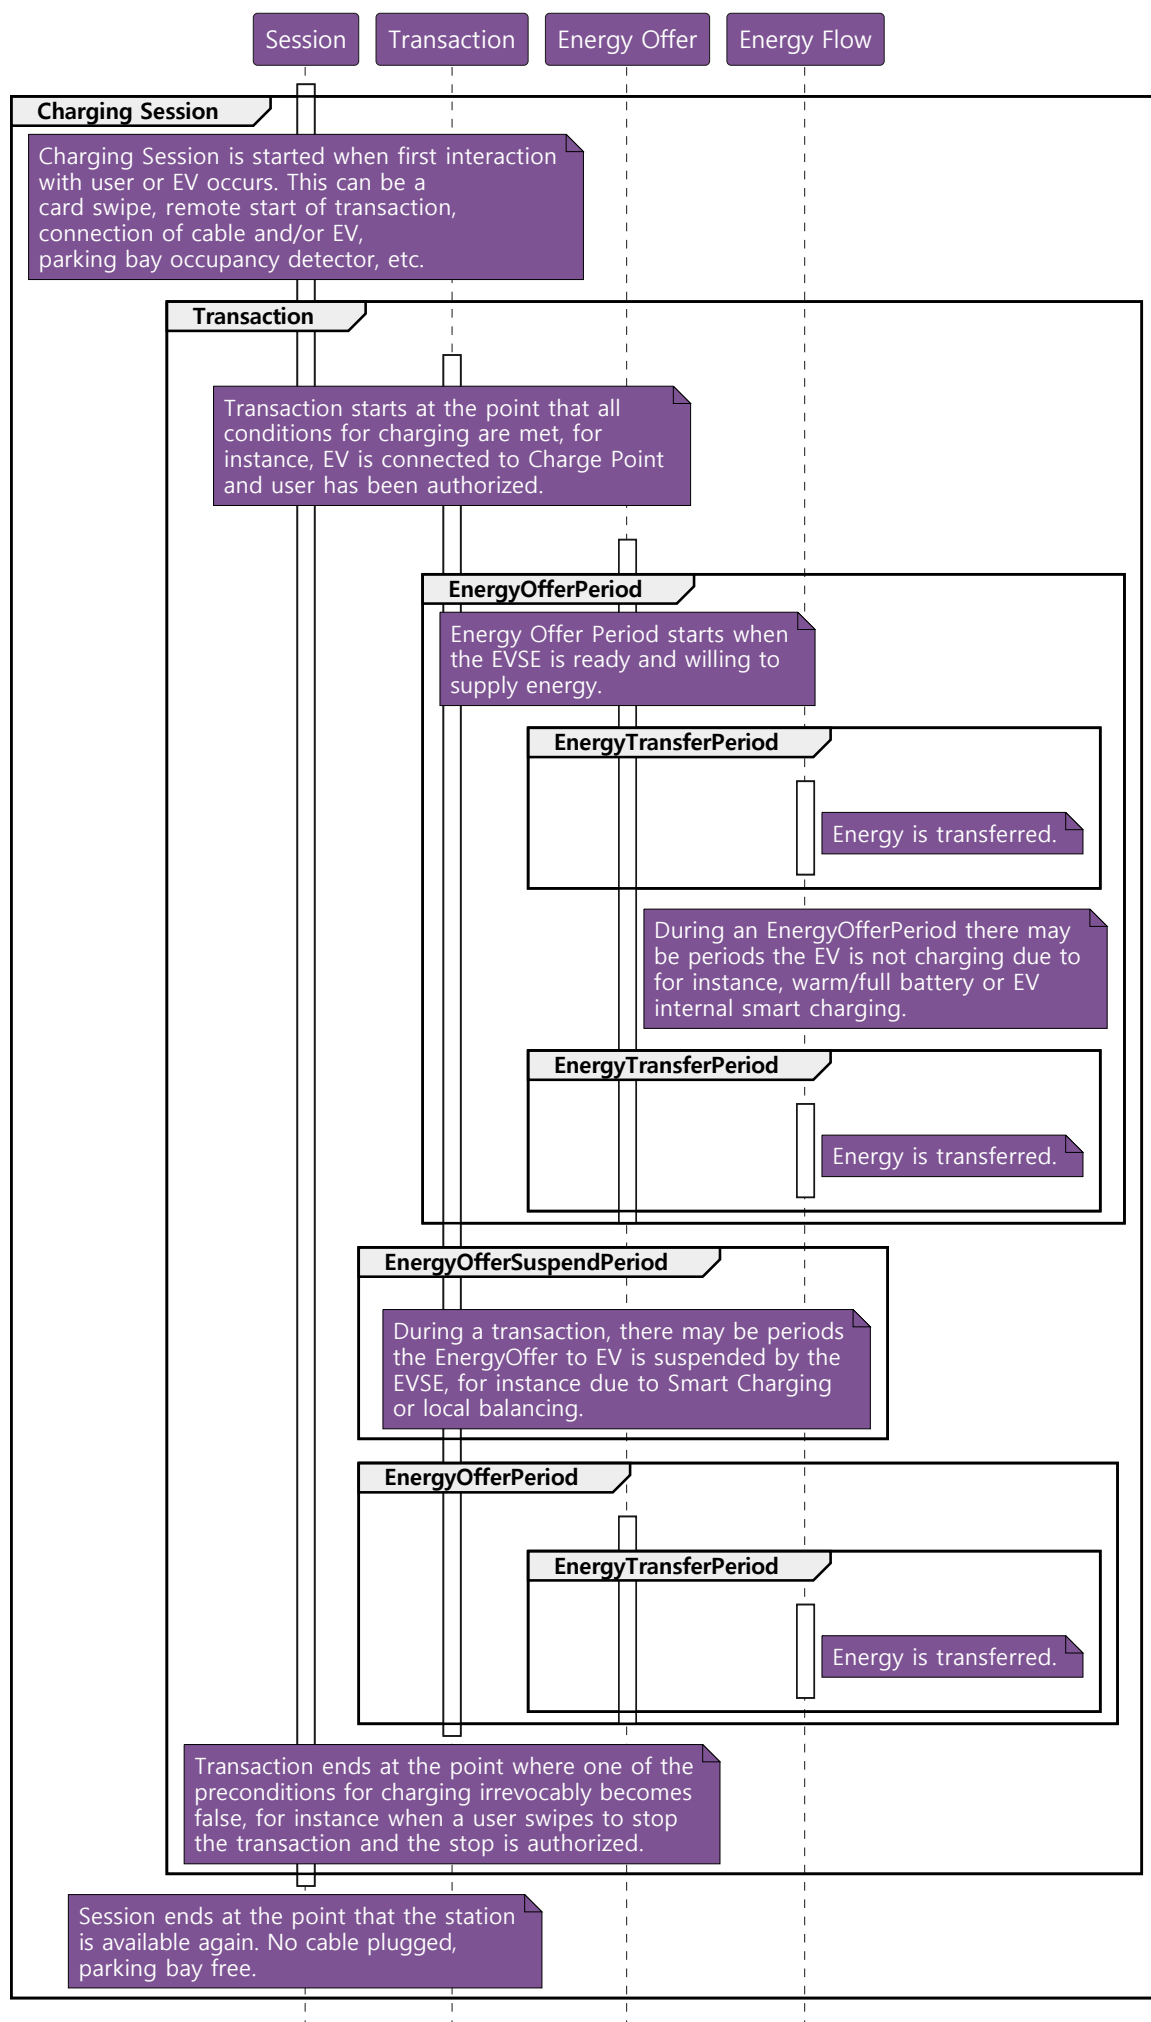 Session
Transaction
Energy Offer
Energy Flow
Charging Session
Charging Session is started when first interaction
with user or EV occurs. This can be a
card swipe, remote start of transaction,
connection of cable and/or EV,
parking bay occupancy detector, etc.
Transaction
Transaction starts at the point that all
conditions for charging are met, for
instance, EV is connected to Charge Point
and user has been authorized.
EnergyOfferPeriod
Energy Offer Period starts when
the EVSE is ready and willing to
supply energy.
EnergyTransferPeriod
Energy is transferred.
During an EnergyOfferPeriod there may
be periods the EV is not charging due to
for instance, warm/full battery or EV
internal smart charging.
EnergyTransferPeriod
Energy is transferred.
EnergyOfferSuspendPeriod
During a transaction, there may be periods
the EnergyOffer to EV is suspended by the
EVSE, for instance due to Smart Charging
or local balancing.
EnergyOfferPeriod
EnergyTransferPeriod
Energy is transferred.
Transaction ends at the point where one of the
preconditions for charging irrevocably becomes
false, for instance when a user swipes to stop
the transaction and the stop is authorized.
Session ends at the point that the station
is available again. No cable plugged,
parking bay free.